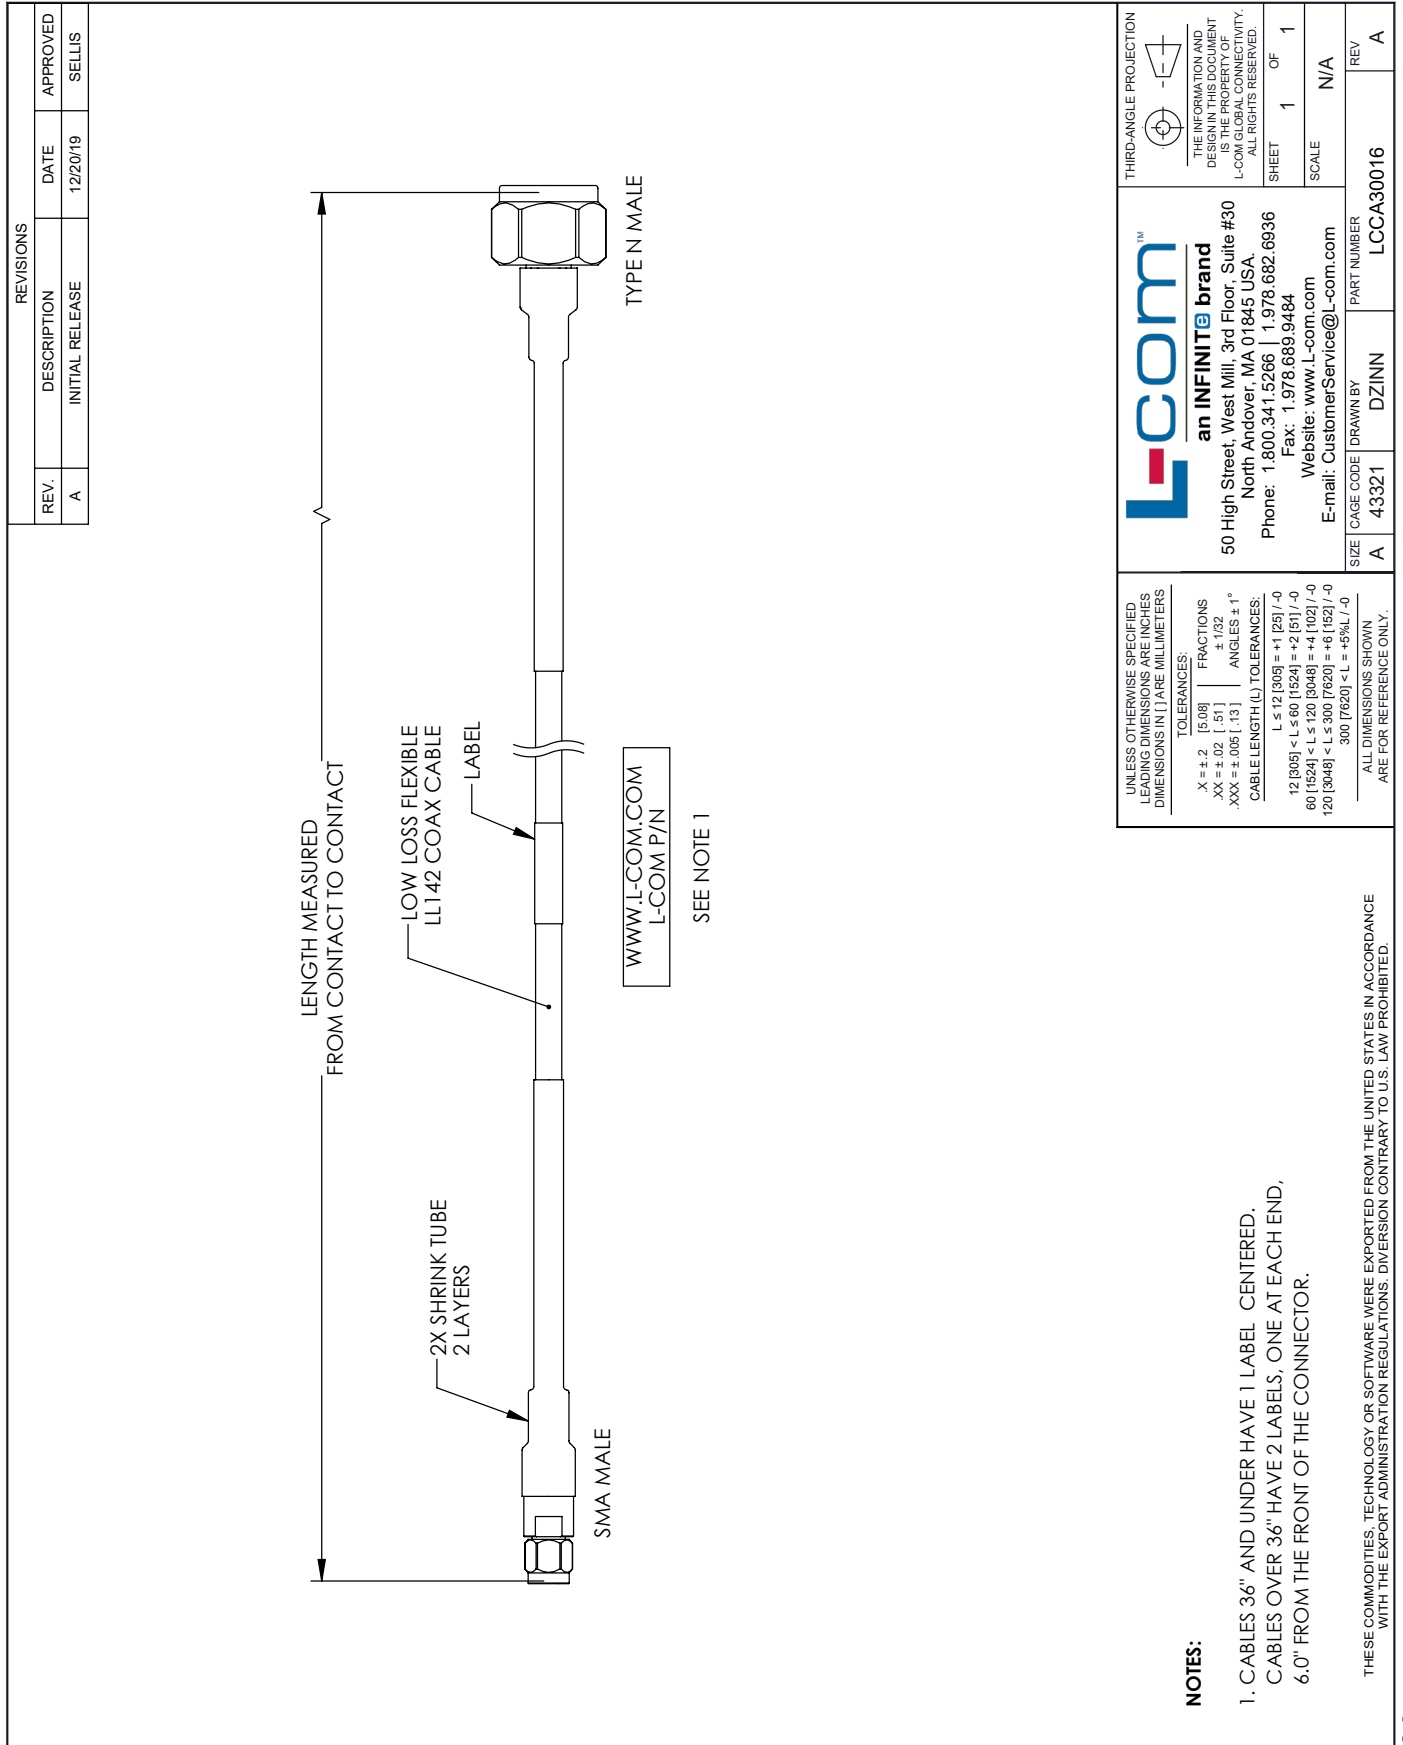 REVISIONS
REV. DESCRIPTION DATE APPROVED
A INITIAL RELEASE 12/20/19 SELLIS
LENGTH MEASURED
FROM CONTACT TO CONTACT
LOW LOSS FLEXIBLE
LL142 COAX CABLE
LABEL
2X SHRINK TUBE
2 LAYERS
SMA MALE
TYPE N MALE
WWW.L-COM.COM
L-COM P/N
SEE NOTE 1
NOTES:
1. CABLES 36" AND UNDER HAVE 1 LABEL CENTERED.
CABLES OVER 36" HAVE 2 LABELS, ONE AT EACH END,
6.0" FROM THE FRONT OF THE CONNECTOR.
THESE COMMODITIES, TECHNOLOGY OR SOFTWARE WERE EXPORTED FROM THE UNITED STATES IN ACCORDANCE
WITH THE EXPORT ADMINISTRATION REGULATIONS. DIVERSION CONTRARY TO U.S. LAW PROHIBITED.
UNLESS OTHERWISE SPECIFIED
LEADING DIMENSIONS ARE INCHES
DIMENSIONS IN [ ] ARE MILLIMETERS
TOLERANCES:
.X = ± .2 [5.08] FRACTIONS
.XX = ± .02 [ .51 ] ± 1/32
.XXX = ± .005 [ .13 ] ANGLES ± 1°
CABLE LENGTH (L) TOLERANCES:
L ≤ 12 [305] = +1 [25] / -0
12 [305] < L ≤ 60 [1524] = +2 [51] / -0
60 [1524] < L ≤ 120 [3048] = +4 [102] / -0
120 [3048] < L ≤ 300 [7620] = +6 [152] / -0
300 [7620] < L = +5%L / -0
ALL DIMENSIONS SHOWN
ARE FOR REFERENCE ONLY.
L-com™
an INFINITe brand
50 High Street, West Mill, 3rd Floor, Suite #30
North Andover, MA 01845 USA.
Phone: 1.800.341.5266 | 1.978.682.6936
Fax: 1.978.689.9484
Website: www.L-com.com
E-mail: CustomerService@L-com.com
THIRD-ANGLE PROJECTION
THE INFORMATION AND
DESIGN IN THIS DOCUMENT
IS THE PROPERTY OF
L-COM GLOBAL CONNECTIVITY.
ALL RIGHTS RESERVED.
SHEET 1 OF 1
SCALE N/A
SIZE A
CAGE CODE 43321
DRAWN BY DZINN
PART NUMBER LCCA30016
REV A